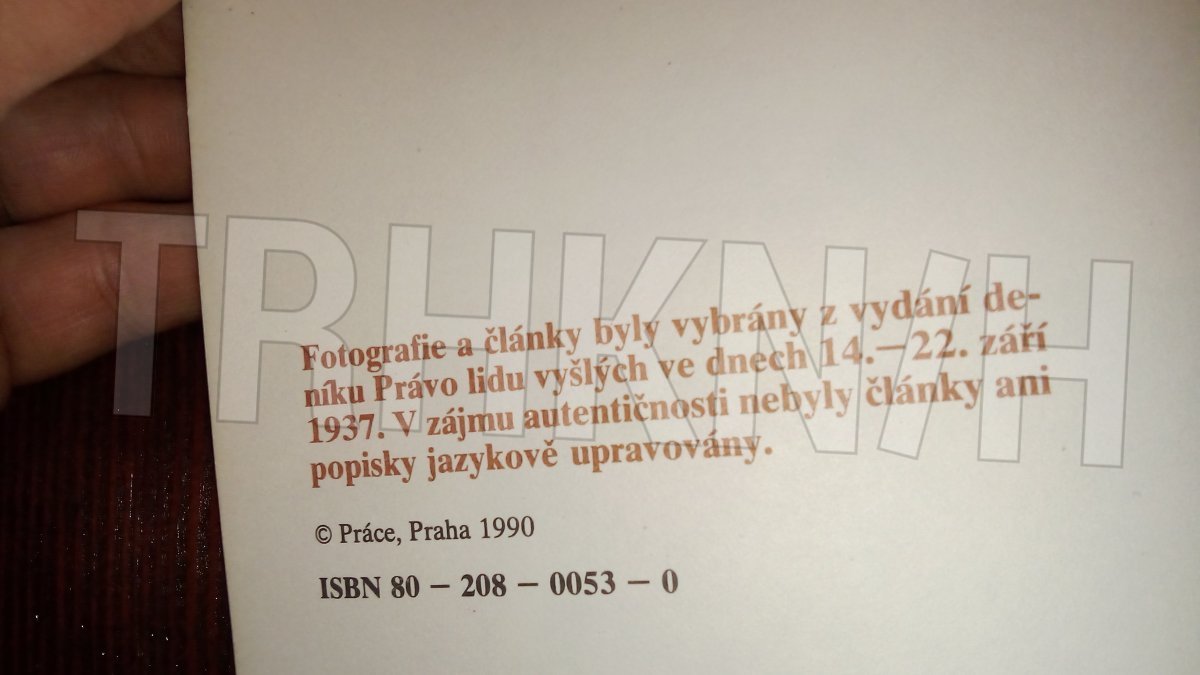 TRHKNIH
Fotografie a články byly vybrány z vydání de-
níku Právo lidu vyšlých ve dnech 14.–22. září
1937. V zájmu autentičnosti nebyly články ani
popisky jazykově upravovány.
© Práce, Praha 1990
ISBN 80 – 208 – 0053 – 0